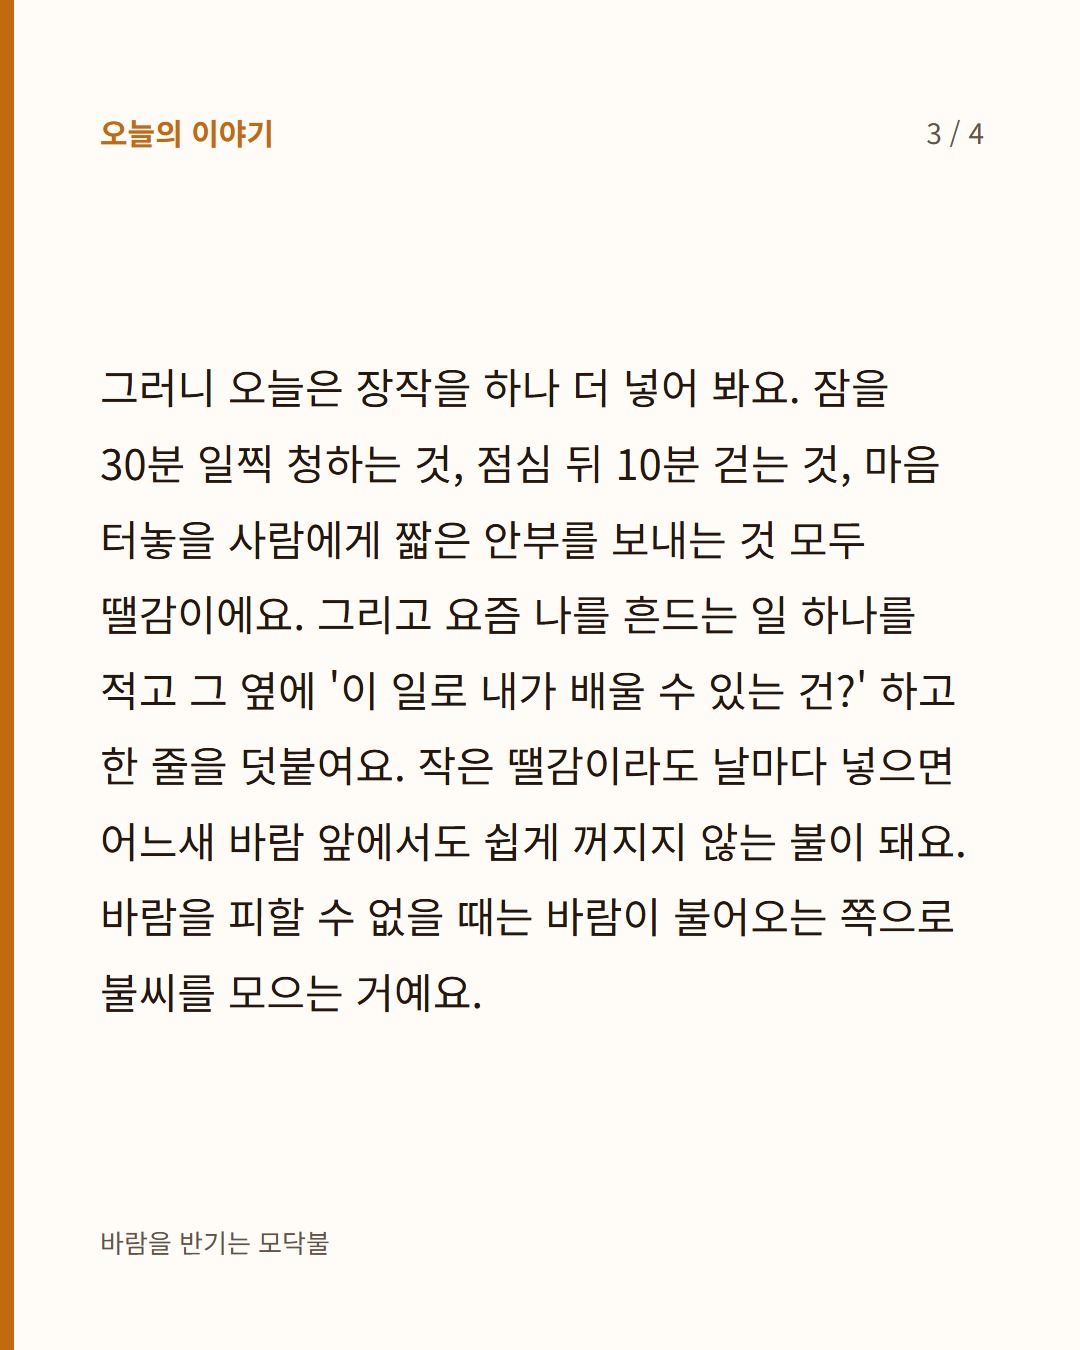 오늘의 이야기
3 / 4
그러니 오늘은 장작을 하나 더 넣어 봐요. 잠을
30분 일찍 청하는 것, 점심 뒤 10분 걷는 것, 마음
터놓을 사람에게 짧은 안부를 보내는 것 모두
땔감이에요. 그리고 요즘 나를 흔드는 일 하나를
적고 그 옆에 '이 일로 내가 배울 수 있는 건?' 하고
한 줄을 덧붙여요. 작은 땔감이라도 날마다 넣으면
어느새 바람 앞에서도 쉽게 꺼지지 않는 불이 돼요.
바람을 피할 수 없을 때는 바람이 불어오는 쪽으로
불씨를 모으는 거예요.
바람을 반기는 모닥불